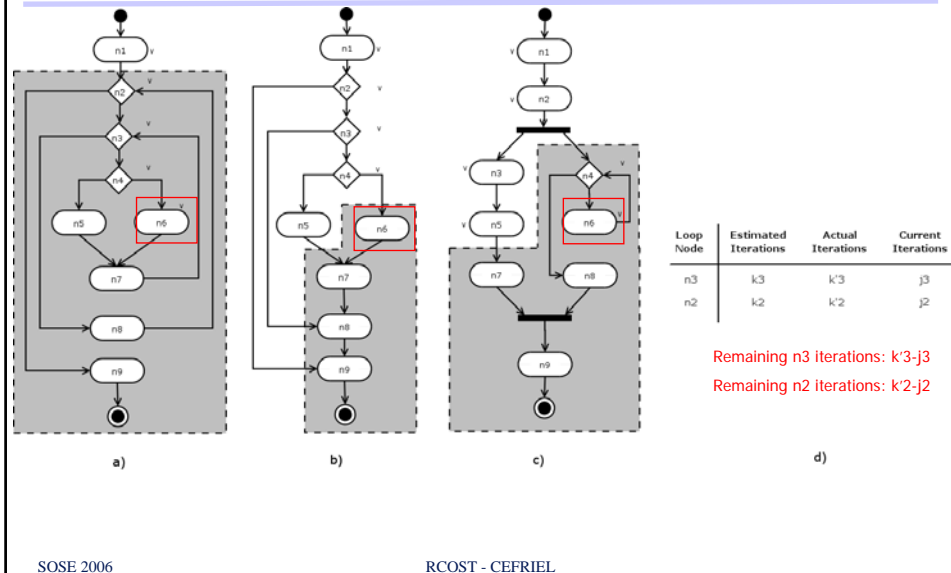 n1 v
n2 v
n3 v
n4
n5 n6 v
n7
n8
n9
a)
n1 v
n2 v
n3 v
n4
n5 n6
n7
n8
n9
b)
v n1
v n2
v n3 n4 v
v n5 n6 v
n7 n8
n9
c)
Loop Node Estimated Iterations Actual Iterations Current Iterations
n3 k3 k'3 j3
n2 k2 k'2 j2
Remaining n3 iterations: k'3-j3
Remaining n2 iterations: k'2-j2
d)
SOSE 2006 RCOST - CEFRIEL